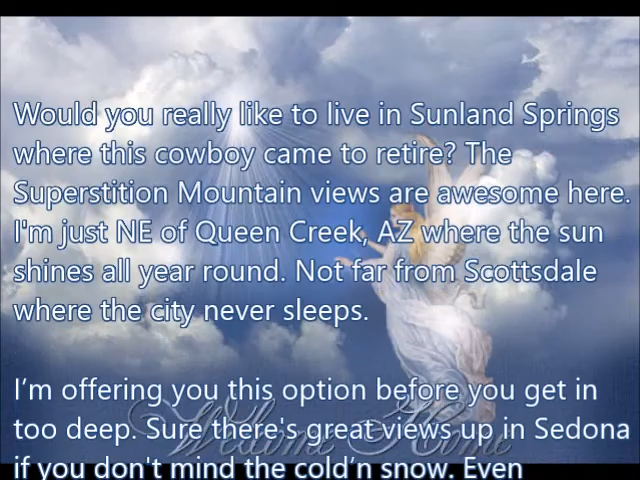 Would you really like to live in Sunland Springs
where this cowboy came to retire? The
Superstition Mountain views are awesome here.
I'm just NE of Queen Creek, AZ where the sun
shines all year round. Not far from Scottsdale
where the city never sleeps.
I’m offering you this option before you get in
too deep. Sure there's great views up in Sedona
if you don't mind the cold’n snow. Even
Welcome Home